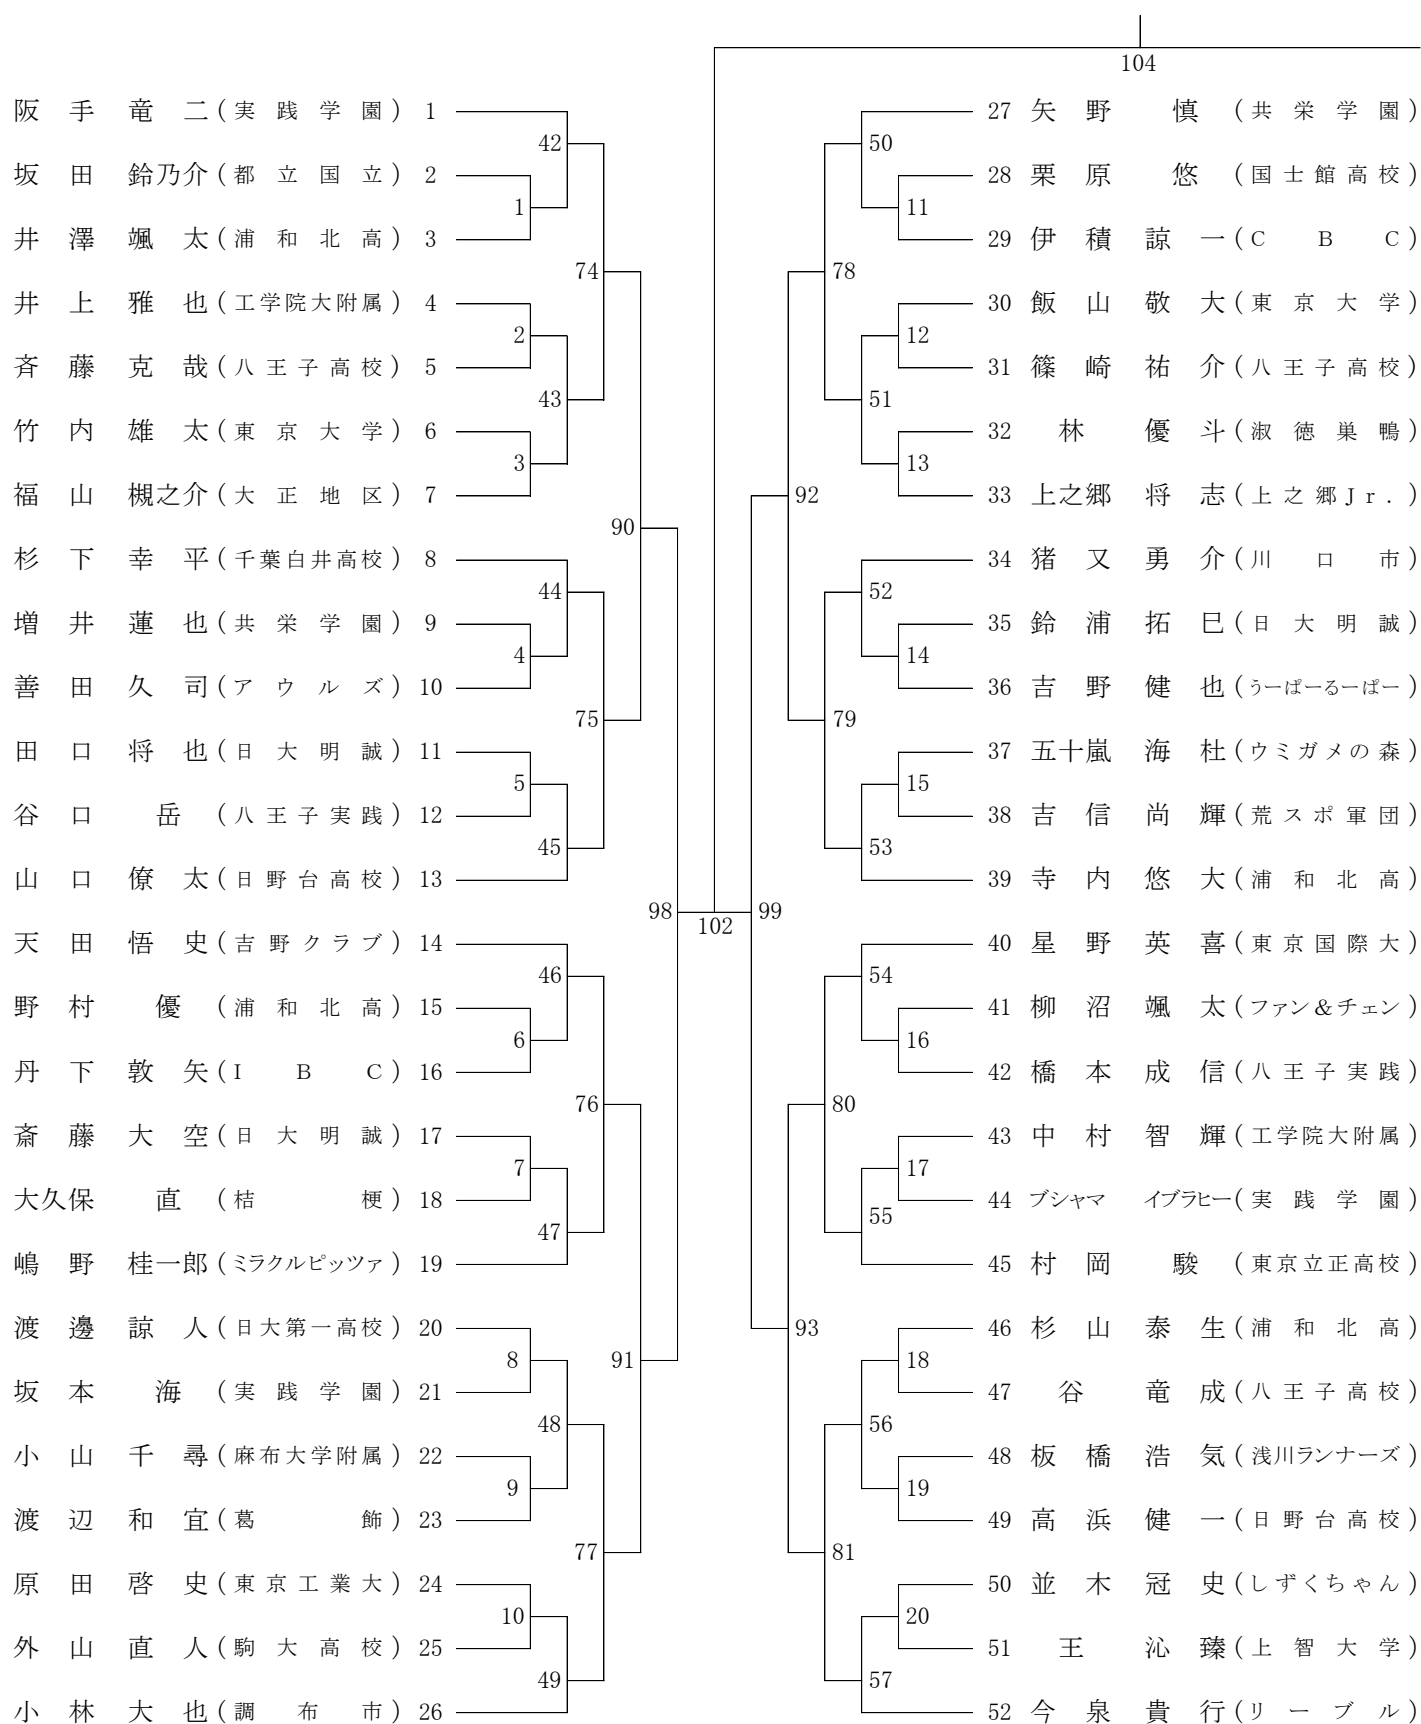 104
阪手 竜二(実践学園) 1
坂田 鈴乃介(都立国立) 2
井澤 颯太(浦和北高) 3
井上 雅也(工学院大附属) 4
斉藤 克哉(八王子高校) 5
竹内 雄太(東京大学) 6
福山 槻之介(大正地区) 7
杉下 幸平(千葉白井高校) 8
増井 蓮也(共栄学園) 9
善田 久司(アウルズ) 10
田口 将也(日大明誠) 11
谷口 岳(八王子実践) 12
山口 僚太(日野台高校) 13
天田 悟史(吉野クラブ) 14
野村 優(浦和北高) 15
丹下 敦矢(IBC) 16
斎藤 大空(日大明誠) 17
大久保 直(桔梗) 18
嶋野 桂一郎(ミラクルピッツァ) 19
渡邊 諒人(日大第一高校) 20
坂本 海(実践学園) 21
小山 千尋(麻布大学附属) 22
渡辺 和宜(葛飾) 23
原田 啓史(東京工業大) 24
外山 直人(駒大高校) 25
小林 大也(調布市) 26
42
1
74
2
43
3
90
44
4
75
5
45
98
46
6
76
7
47
91
8
48
9
77
10
49
102
50
11
78
12
51
13
92
52
14
79
15
53
99
54
16
80
17
55
93
18
56
19
81
20
57
27 矢野 慎(共栄学園)
28 栗原 悠(国士館高校)
29 伊積 諒一(CBC)
30 飯山 敬大(東京大学)
31 篠崎 祐介(八王子高校)
32 林 優斗(淑徳巣鴨)
33 上之郷 将志(上之郷Jr.)
34 猪又 勇介(川口市)
35 鈴浦 拓巳(日大明誠)
36 吉野 健也(うーぱーるーぱー)
37 五十嵐 海杜(ウミガメの森)
38 吉信 尚輝(荒スポ軍団)
39 寺内 悠大(浦和北高)
40 星野 英喜(東京国際大)
41 柳沼 颯太(ファン&チェン)
42 橋本 成信(八王子実践)
43 中村 智輝(工学院大附属)
44 ブシャマ イブラヒー(実践学園)
45 村岡 駿(東京立正高校)
46 杉山 泰生(浦和北高)
47 谷 竜成(八王子高校)
48 板橋 浩気(浅川ランナーズ)
49 高浜 健一(日野台高校)
50 並木 冠史(しずくちゃん)
51 王 沁臻(上智大学)
52 今泉 貴行(リーブル)